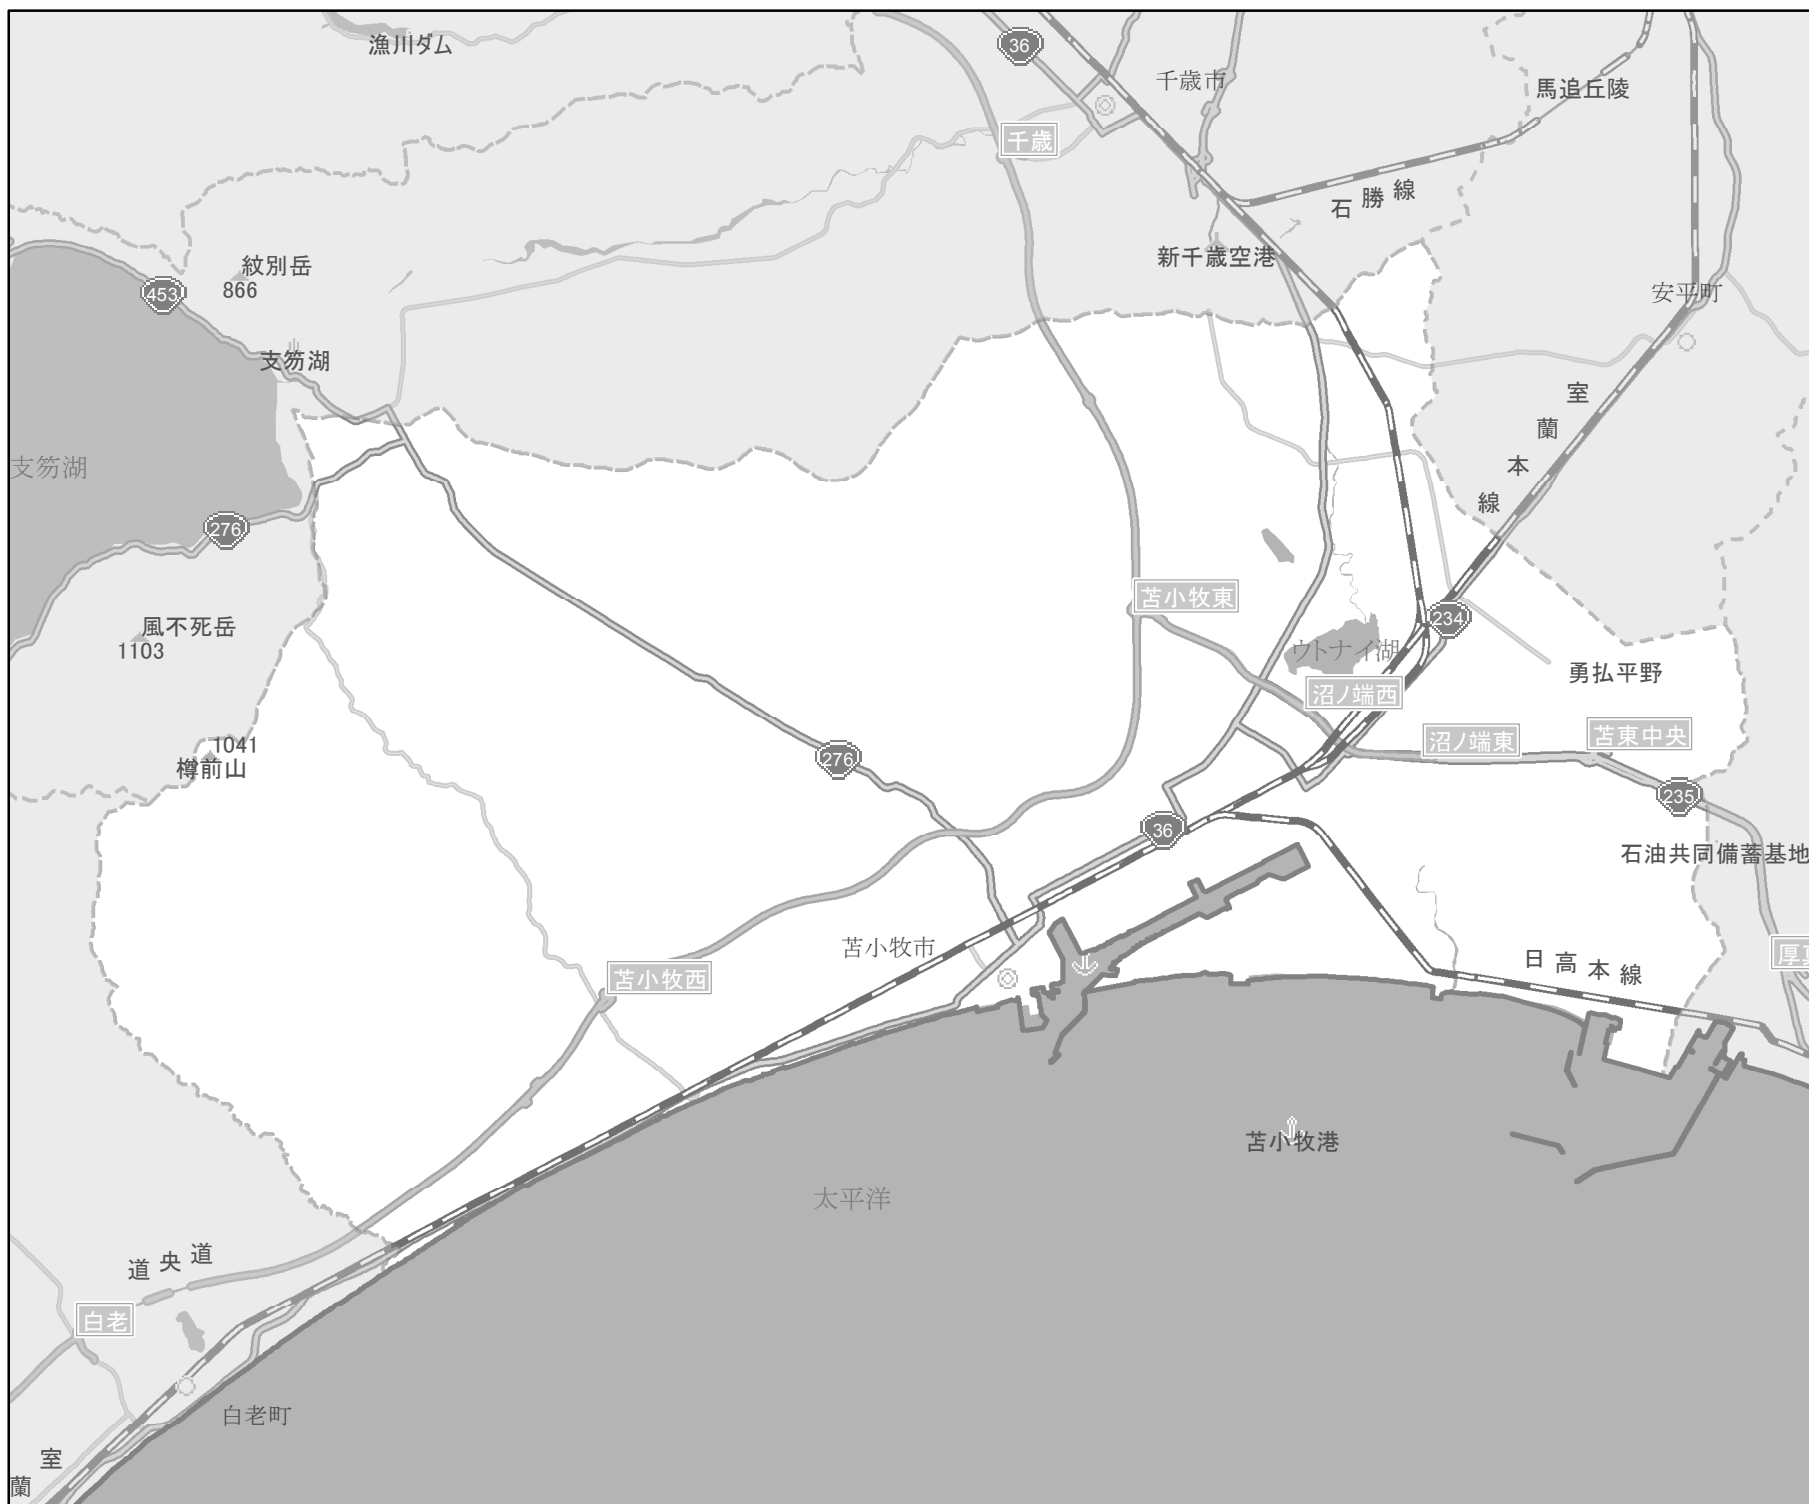 漁川ダム
36
千歳市
馬追丘陵
千歳
石勝線
新千歳空港
紋別岳
866
453
安平町
支笏湖
室蘭本線
支笏湖
276
苫小牧東
234
風不死岳
1103
ウトナイ湖
勇払平野
沼ノ端西
1041
樽前山
沼ノ端東
苫東中央
276
235
36
石油共同備蓄基地
苫小牧市
厚真
日高本線
苫小牧西
苫小牧港
太平洋
道央道
白老
白老町
室蘭